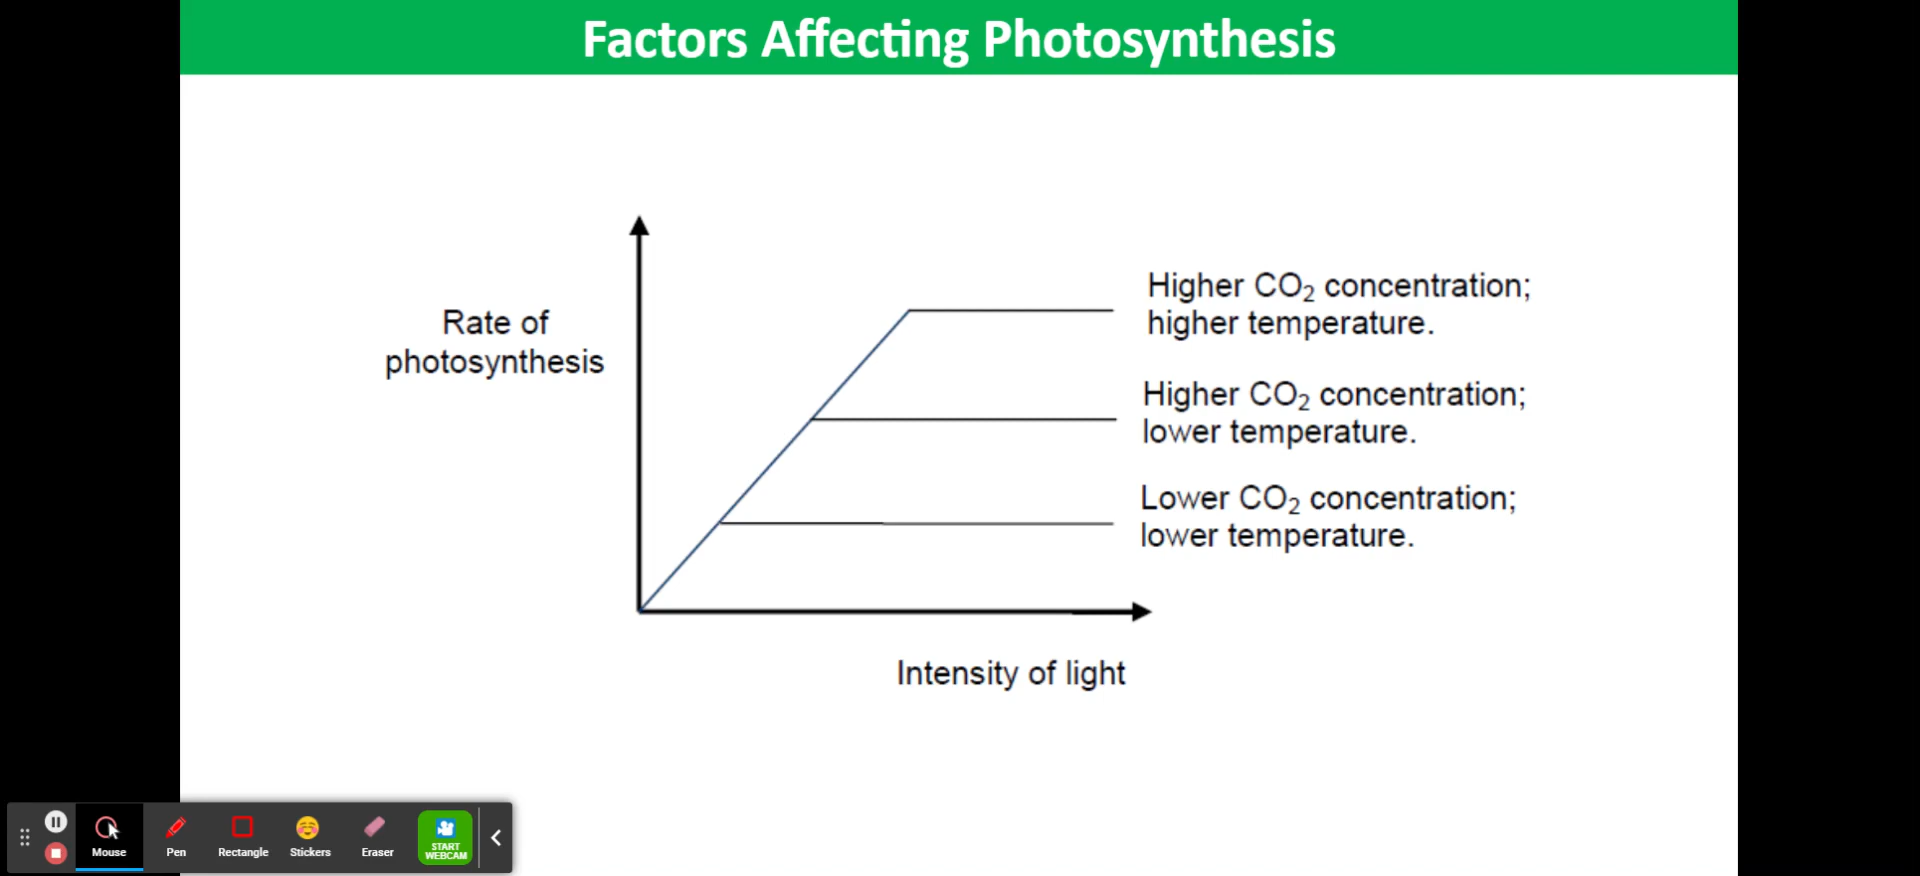 Factors Affecting Photosynthesis
Rate of
photosynthesis
Higher CO₂ concentration;
higher temperature.
Higher CO₂ concentration;
lower temperature.
Lower CO₂ concentration;
lower temperature.
Intensity of light
Mouse
Pen
Rectangle
Stickers
Eraser
START
WEBCAM